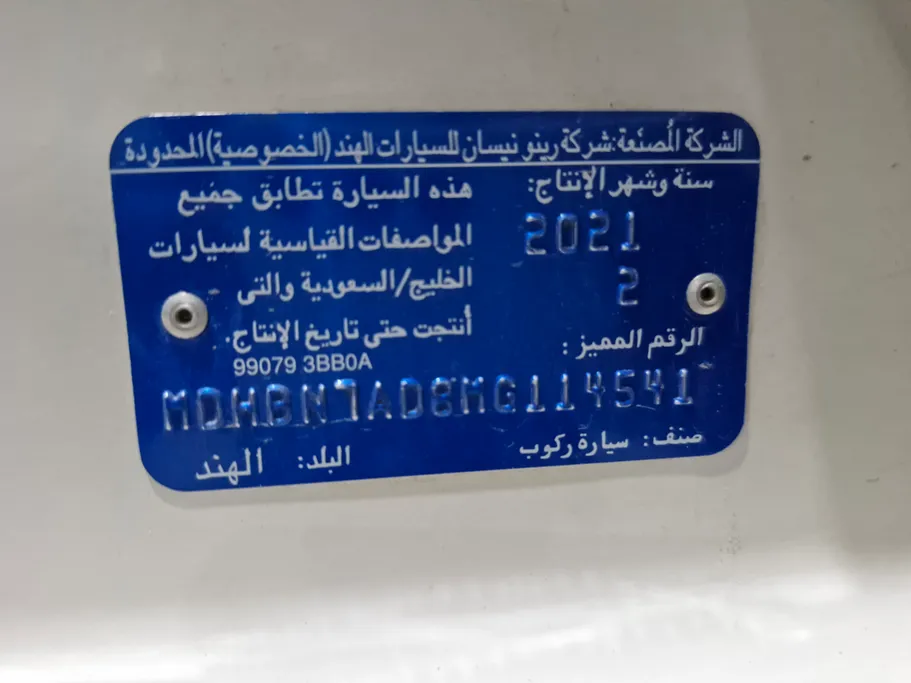 الشركة المُصنّعة:شركة رينو نيسان للسيارات الهند (الخصوصية) المحدودة
سنة وشهر الإنتاج:
2021
2
هذه السيارة تطابق جميع
المواصفات القياسية لسيارات
الخليج/السعودية والتى
أنتجت حتى تاريخ الإنتاج.
99079 3BB0A
الرقم المميز :
MDHBN7AD8MG114541
صنف: سيارة ركوب
البلد: الهند